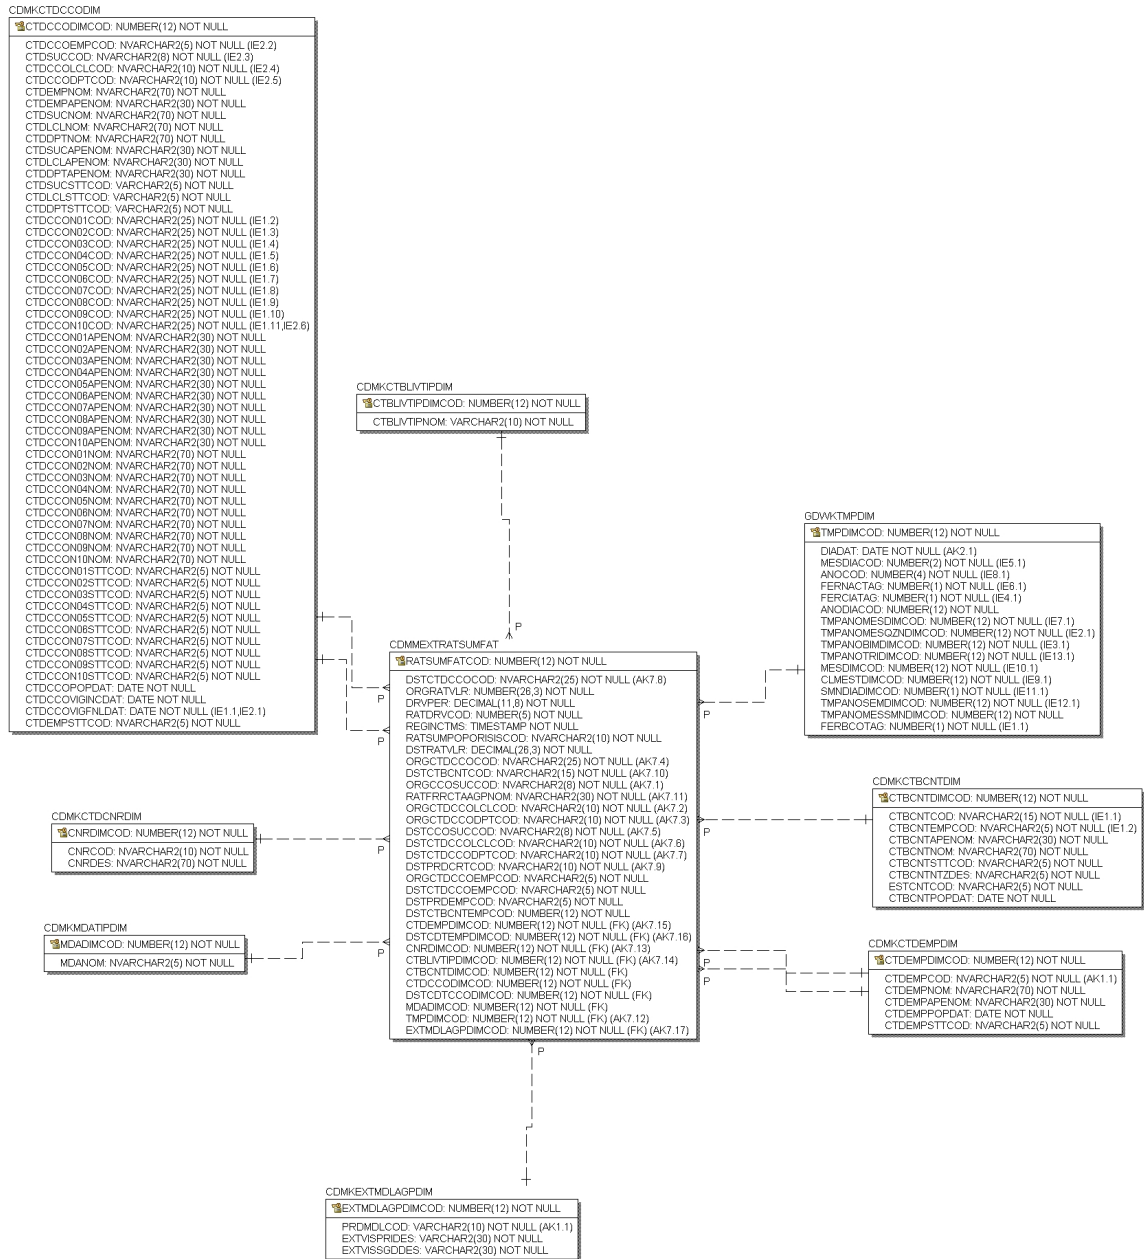 CDMKCTDCCODIM
CTDCCODIMCOD: NUMBER(12) NOT NULL
CTDCCOEMPCOD: NVARCHAR2(5) NOT NULL (IE2.2)
CTDSUCCOD: NVARCHAR2(8) NOT NULL (IE2.3)
CTDCCOLCLCOD: NVARCHAR2(10) NOT NULL (IE2.4)
CTDCCODPTCOD: NVARCHAR2(10) NOT NULL (IE2.5)
CTDEMPNOM: NVARCHAR2(70) NOT NULL
CTDEMPAPENOM: NVARCHAR2(30) NOT NULL
CTDSUCNOM: NVARCHAR2(70) NOT NULL
CTDLCLNOM: NVARCHAR2(70) NOT NULL
CTDDPTNOM: NVARCHAR2(70) NOT NULL
CTDSUCAPENOM: NVARCHAR2(30) NOT NULL
CTDLCLAPENOM: NVARCHAR2(30) NOT NULL
CTDDPTAPENOM: NVARCHAR2(30) NOT NULL
CTDSUCSTTCOD: VARCHAR2(5) NOT NULL
CTDLCLSTTCOD: VARCHAR2(5) NOT NULL
CTDDPTSTTCOD: VARCHAR2(5) NOT NULL
CTDCCON01COD: NVARCHAR2(25) NOT NULL (IE1.2)
CTDCCON02COD: NVARCHAR2(25) NOT NULL (IE1.3)
CTDCCON03COD: NVARCHAR2(25) NOT NULL (IE1.4)
CTDCCON04COD: NVARCHAR2(25) NOT NULL (IE1.5)
CTDCCON05COD: NVARCHAR2(25) NOT NULL (IE1.6)
CTDCCON06COD: NVARCHAR2(25) NOT NULL (IE1.7)
CTDCCON07COD: NVARCHAR2(25) NOT NULL (IE1.8)
CTDCCON08COD: NVARCHAR2(25) NOT NULL (IE1.9)
CTDCCON09COD: NVARCHAR2(25) NOT NULL (IE1.10)
CTDCCON10COD: NVARCHAR2(25) NOT NULL (IE1.11,IE2.6)
CTDCCON01APENOM: NVARCHAR2(30) NOT NULL
CTDCCON02APENOM: NVARCHAR2(30) NOT NULL
CTDCCON03APENOM: NVARCHAR2(30) NOT NULL
CTDCCON04APENOM: NVARCHAR2(30) NOT NULL
CTDCCON05APENOM: NVARCHAR2(30) NOT NULL
CTDCCON06APENOM: NVARCHAR2(30) NOT NULL
CTDCCON07APENOM: NVARCHAR2(30) NOT NULL
CTDCCON08APENOM: NVARCHAR2(30) NOT NULL
CTDCCON09APENOM: NVARCHAR2(30) NOT NULL
CTDCCON10APENOM: NVARCHAR2(30) NOT NULL
CTDCCON01NOM: NVARCHAR2(70) NOT NULL
CTDCCON02NOM: NVARCHAR2(70) NOT NULL
CTDCCON03NOM: NVARCHAR2(70) NOT NULL
CTDCCON04NOM: NVARCHAR2(70) NOT NULL
CTDCCON05NOM: NVARCHAR2(70) NOT NULL
CTDCCON06NOM: NVARCHAR2(70) NOT NULL
CTDCCON07NOM: NVARCHAR2(70) NOT NULL
CTDCCON08NOM: NVARCHAR2(70) NOT NULL
CTDCCON09NOM: NVARCHAR2(70) NOT NULL
CTDCCON10NOM: NVARCHAR2(70) NOT NULL
CTDCCON01STTCOD: NVARCHAR2(5) NOT NULL
CTDCCON02STTCOD: NVARCHAR2(5) NOT NULL
CTDCCON03STTCOD: NVARCHAR2(5) NOT NULL
CTDCCON04STTCOD: NVARCHAR2(5) NOT NULL
CTDCCON05STTCOD: NVARCHAR2(5) NOT NULL
CTDCCON06STTCOD: NVARCHAR2(5) NOT NULL
CTDCCON07STTCOD: NVARCHAR2(5) NOT NULL
CTDCCON08STTCOD: NVARCHAR2(5) NOT NULL
CTDCCON09STTCOD: NVARCHAR2(5) NOT NULL
CTDCCON10STTCOD: NVARCHAR2(5) NOT NULL
CTDCCOPOPDAT: DATE NOT NULL
CTDCCOVIGINCDAT: DATE NOT NULL
CTDCCOVIGFNLDAT: DATE NOT NULL (IE1.1,IE2.1)
CTDEMPSTTCOD: NVARCHAR2(5) NOT NULL
CDMKCTBLIVTIPDIM
CTBLIVTIPDIMCOD: NUMBER(12) NOT NULL
CTBLIVTIPNOM: VARCHAR2(10) NOT NULL
P
GDWKTMPDIM
TMPDIMCOD: NUMBER(12) NOT NULL
DIADAT: DATE NOT NULL (AK2.1)
MESDIACOD: NUMBER(2) NOT NULL (IE5.1)
ANOCOD: NUMBER(4) NOT NULL (IE8.1)
FERNACTAG: NUMBER(1) NOT NULL (IE6.1)
FERCIATAG: NUMBER(1) NOT NULL (IE4.1)
ANODIACOD: NUMBER(12) NOT NULL
TMPANOMESDIMCOD: NUMBER(12) NOT NULL (IE7.1)
TMPANOMESQZNDIMCOD: NUMBER(12) NOT NULL (IE2.1)
TMPANOBIMDIMCOD: NUMBER(12) NOT NULL (IE3.1)
TMPANOTRIDIMCOD: NUMBER(12) NOT NULL (IE13.1)
MESDIMCOD: NUMBER(12) NOT NULL (IE10.1)
CLMESTDIMCOD: NUMBER(12) NOT NULL (IE9.1)
SMNDIADIMCOD: NUMBER(1) NOT NULL (IE11.1)
TMPANOSEMDIMCOD: NUMBER(12) NOT NULL (IE12.1)
TMPANOMESSMNDIMCOD: NUMBER(12) NOT NULL
FERBCOTAG: NUMBER(1) NOT NULL (IE1.1)
CDMMEXTRATSUMFAT
RATSUMFATCOD: NUMBER(12) NOT NULL
DSTCTDCCOCOD: NVARCHAR2(25) NOT NULL (AK7.8)
ORGRATVLR: NUMBER(26,3) NOT NULL
DRVPER: DECIMAL(11,8) NOT NULL
RATDRVCOD: NUMBER(5) NOT NULL
REGINCTMS: TIMESTAMP NOT NULL
RATSUMPOPORISISCOD: NVARCHAR2(10) NOT NULL
DSTRATVLR: DECIMAL(26,3) NOT NULL
ORGCTDCCOCOD: NVARCHAR2(25) NOT NULL (AK7.4)
DSTCTBCNTCOD: NVARCHAR2(15) NOT NULL (AK7.10)
ORGCCOSUCCOD: NVARCHAR2(8) NOT NULL (AK7.1)
RATFRRCTAAGPNOM: NVARCHAR2(30) NOT NULL (AK7.11)
ORGCTDCCOLCLCOD: NVARCHAR2(10) NOT NULL (AK7.2)
ORGCTDCCODPTCOD: NVARCHAR2(10) NOT NULL (AK7.3)
DSTCCOSUCCOD: NVARCHAR2(8) NOT NULL (AK7.5)
DSTCTDCCOLCLCOD: NVARCHAR2(10) NOT NULL (AK7.6)
DSTCTDCCODPTCOD: NVARCHAR2(10) NOT NULL (AK7.7)
DSTPRDCRTCOD: NVARCHAR2(10) NOT NULL (AK7.9)
ORGCTDCCOEMPCOD: NVARCHAR2(5) NOT NULL
DSTCTDCCOEMPCOD: NVARCHAR2(5) NOT NULL
DSTPRDEMPCOD: NVARCHAR2(5) NOT NULL
DSTCTBCNTEMPCOD: NUMBER(12) NOT NULL
CTDEMPDIMCOD: NUMBER(12) NOT NULL (FK) (AK7.15)
DSTCDTEMPDIMCOD: NUMBER(12) NOT NULL (FK) (AK7.16)
CNRDIMCOD: NUMBER(12) NOT NULL (FK) (AK7.13)
CTBLIVTIPDIMCOD: NUMBER(12) NOT NULL (FK) (AK7.14)
CTBCNTDIMCOD: NUMBER(12) NOT NULL (FK)
CTDCCODIMCOD: NUMBER(12) NOT NULL (FK)
DSTCDTCCODIMCOD: NUMBER(12) NOT NULL (FK)
MDADIMCOD: NUMBER(12) NOT NULL (FK)
TMPDIMCOD: NUMBER(12) NOT NULL (FK) (AK7.12)
EXTMDLAGPDIMCOD: NUMBER(12) NOT NULL (FK) (AK7.17)
P
P
P
P
P
P
P
P
P
CDMKCTDCNRDIM
CNRDIMCOD: NUMBER(12) NOT NULL
CNRCOD: NVARCHAR2(10) NOT NULL
CNRDES: NVARCHAR2(70) NOT NULL
CDMKMDATIPDIM
MDADIMCOD: NUMBER(12) NOT NULL
MDANOM: NVARCHAR2(5) NOT NULL
CDMKCTBCNTDIM
CTBCNTDIMCOD: NUMBER(12) NOT NULL
CTBCNTCOD: NVARCHAR2(15) NOT NULL (IE1.1)
CTBCNTEMPCOD: NVARCHAR2(5) NOT NULL (IE1.2)
CTBCNTAPENOM: NVARCHAR2(30) NOT NULL
CTBCNTNOM: NVARCHAR2(70) NOT NULL
CTBCNTSTTCOD: NVARCHAR2(5) NOT NULL
CTBCNTNTZDES: NVARCHAR2(5) NOT NULL
ESTCNTCOD: NVARCHAR2(5) NOT NULL
CTBCNTPOPDAT: DATE NOT NULL
CDMKCTDEMPDIM
CTDEMPDIMCOD: NUMBER(12) NOT NULL
CTDEMPCOD: NVARCHAR2(5) NOT NULL (AK1.1)
CTDEMPNOM: NVARCHAR2(70) NOT NULL
CTDEMPAPENOM: NVARCHAR2(30) NOT NULL
CTDEMPPOPDAT: DATE NOT NULL
CTDEMPSTTCOD: NVARCHAR2(5) NOT NULL
CDMKEXTMDLAGPDIM
EXTMDLAGPDIMCOD: NUMBER(12) NOT NULL
PRDMDLCOD: VARCHAR2(10) NOT NULL (AK1.1)
EXTVISPRIDES: VARCHAR2(30) NOT NULL
EXTVISSGDDES: VARCHAR2(30) NOT NULL